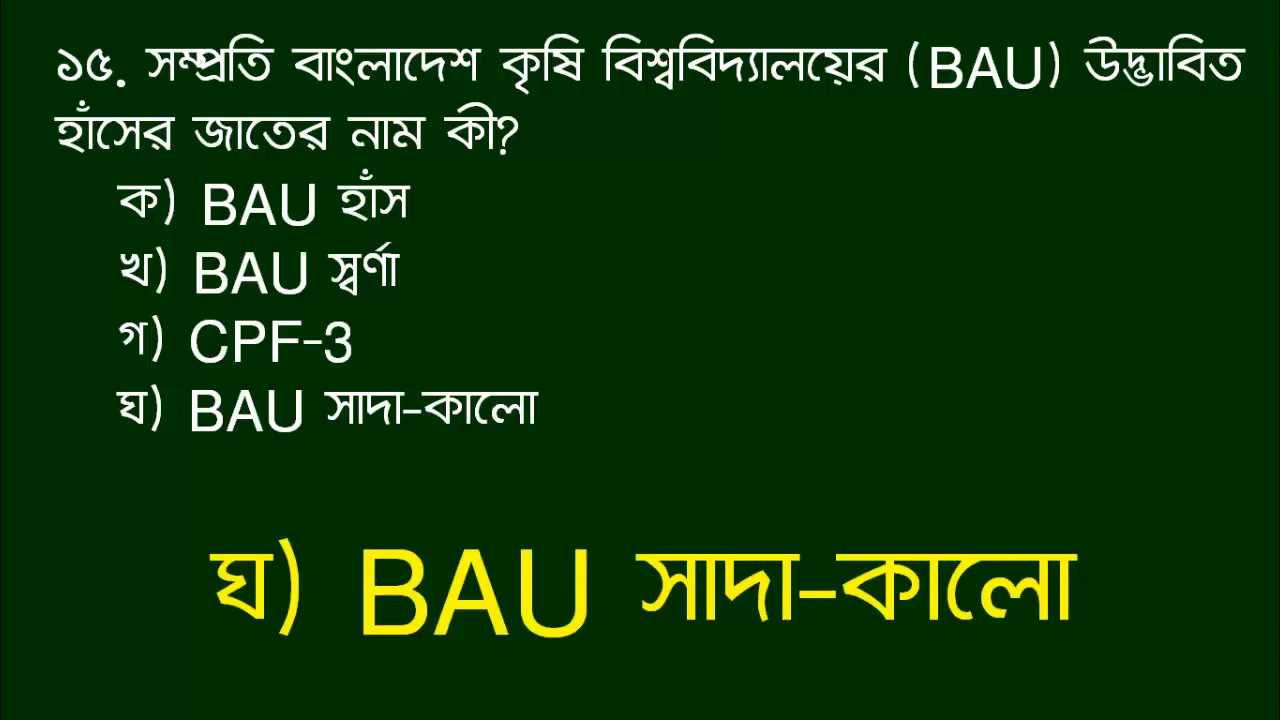 ১৫. সম্প্রতি বাংলাদেশ কৃষি বিশ্ববিদ্যালয়ের (BAU) উদ্ভাবিত
হাঁসের জাতের নাম কী?
ক) BAU হাঁস
খ) BAU স্বর্ণা
গ) CPF-3
ঘ) BAU সাদা-কালো
ঘ) BAU সাদা-কালো